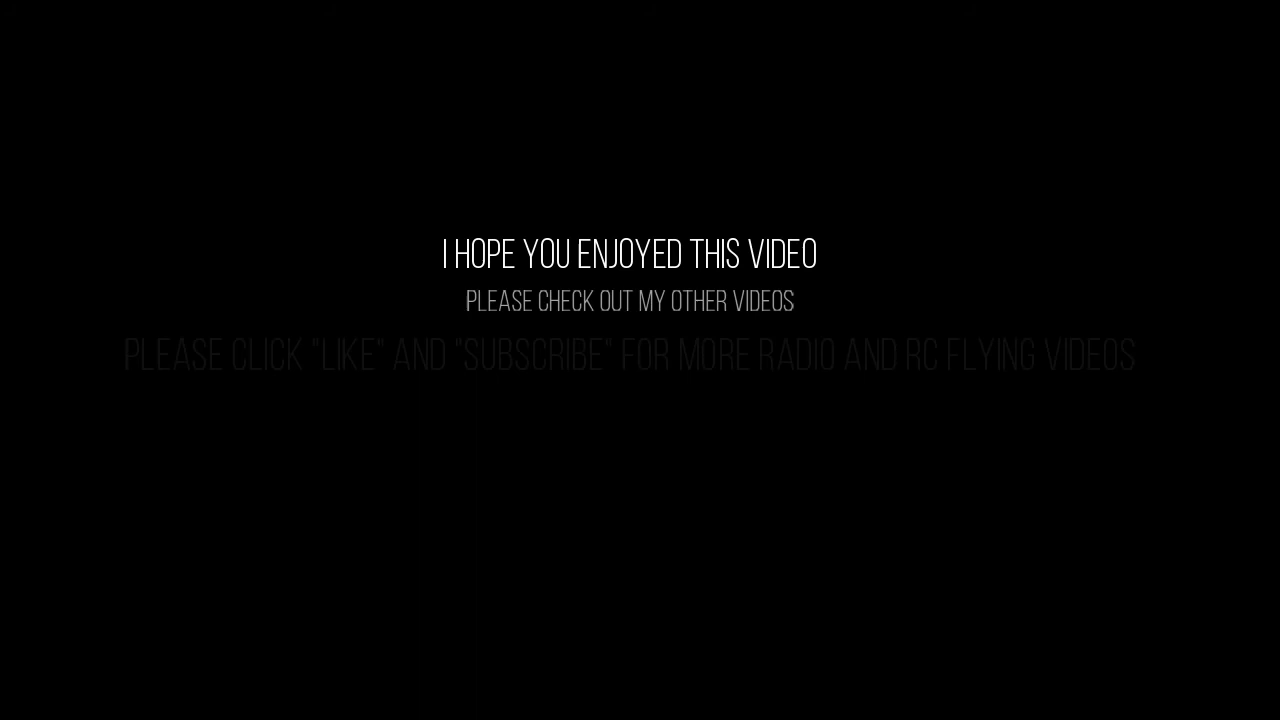 I HOPE YOU ENJOYED THIS VIDEO
PLEASE CHECK OUT MY OTHER VIDEOS
PLEASE CLICK "LIKE" AND "SUBSCRIBE" FOR MORE RADIO AND RC FLYING VIDEOS